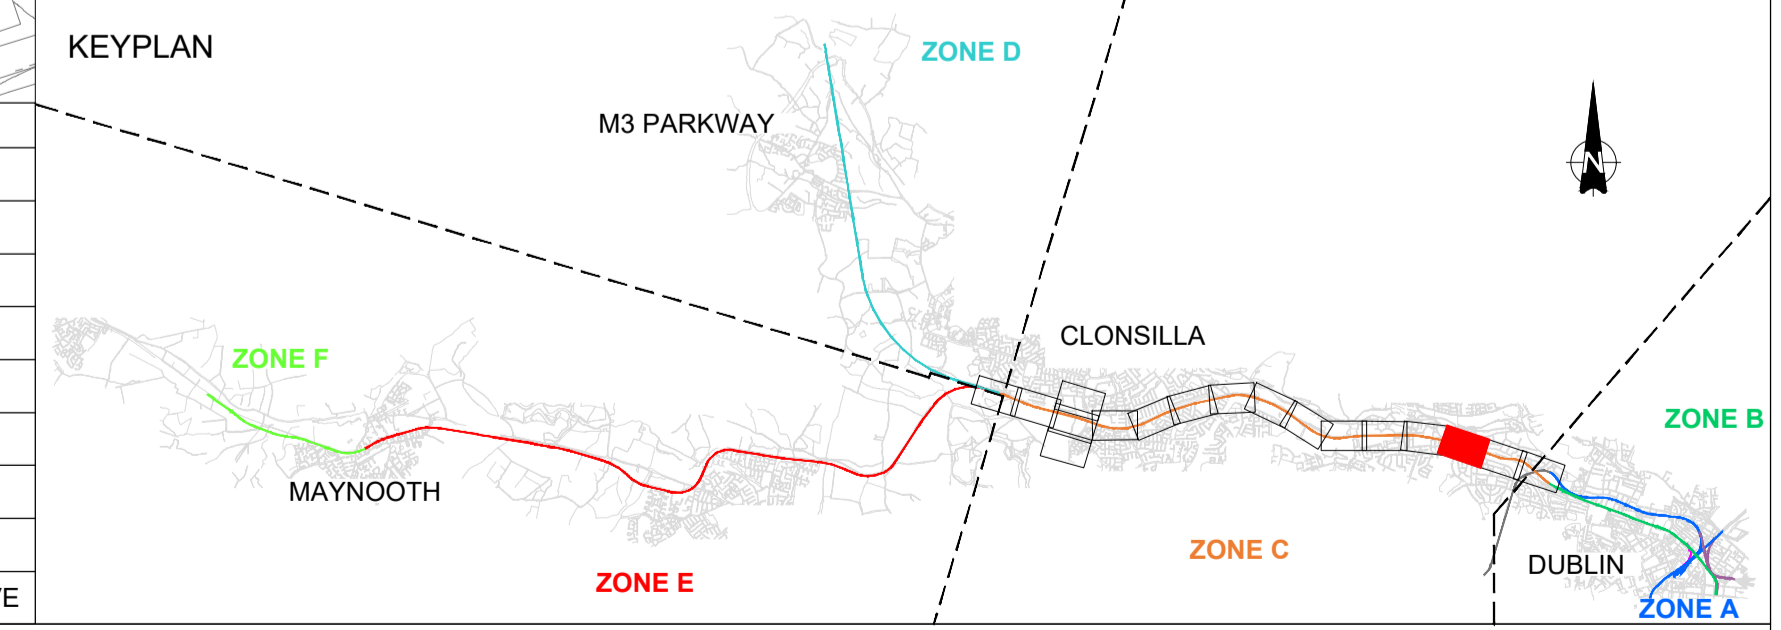 KEYPLAN
ZONE D
M3 PARKWAY
N
CLONSILLA
ZONE F
ZONE B
MAYNOOTH
ZONE C
DUBLIN
ZONE E
ZONE A